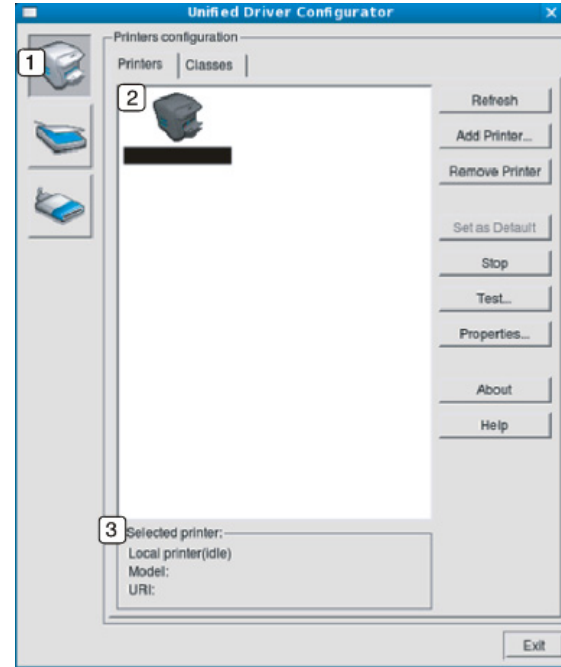 Unified Driver Configurator
1
Printers configuration
Printers
Classes
2
Refresh
Add Printer...
Remove Printer
Set as Default
Stop
Test...
Properties...
About
Help
3
Selected printer:
Local printer(idle)
Model:
URI:
Exit